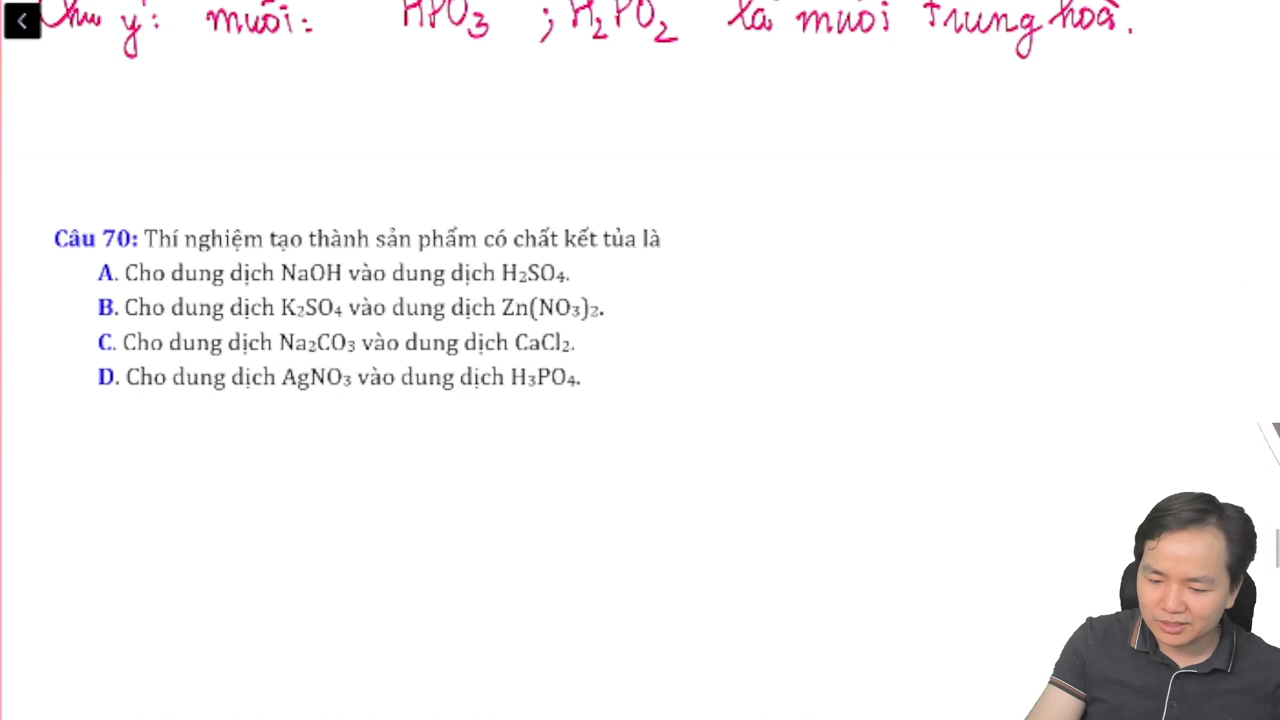 Chú ý: muối: HPO3 ; H2PO2 là muối trung hoà.
Câu 70: Thí nghiệm tạo thành sản phẩm có chất kết tủa là
A. Cho dung dịch NaOH vào dung dịch H₂SO₄.
B. Cho dung dịch K₂SO₄ vào dung dịch Zn(NO₃)₂.
C. Cho dung dịch Na₂CO₃ vào dung dịch CaCl₂.
D. Cho dung dịch AgNO₃ vào dung dịch H₃PO₄.